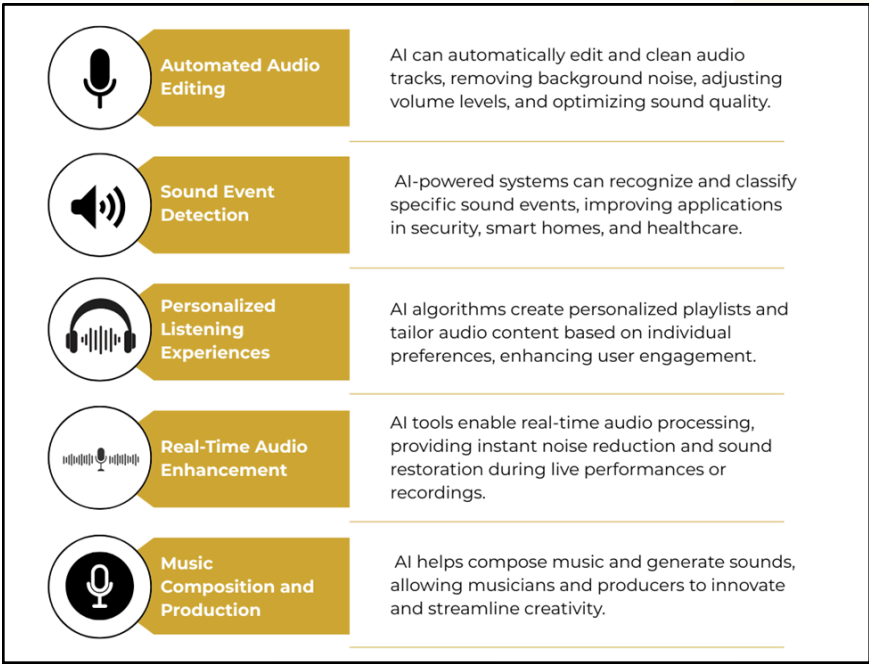 Automated Audio
Editing
AI can automatically edit and clean audio
tracks, removing background noise, adjusting
volume levels, and optimizing sound quality.
Sound Event
Detection
AI-powered systems can recognize and classify
specific sound events, improving applications
in security, smart homes, and healthcare.
Personalized
Listening
Experiences
AI algorithms create personalized playlists and
tailor audio content based on individual
preferences, enhancing user engagement.
Real-Time Audio
Enhancement
AI tools enable real-time audio processing,
providing instant noise reduction and sound
restoration during live performances or
recordings.
Music
Composition and
Production
AI helps compose music and generate sounds,
allowing musicians and producers to innovate
and streamline creativity.